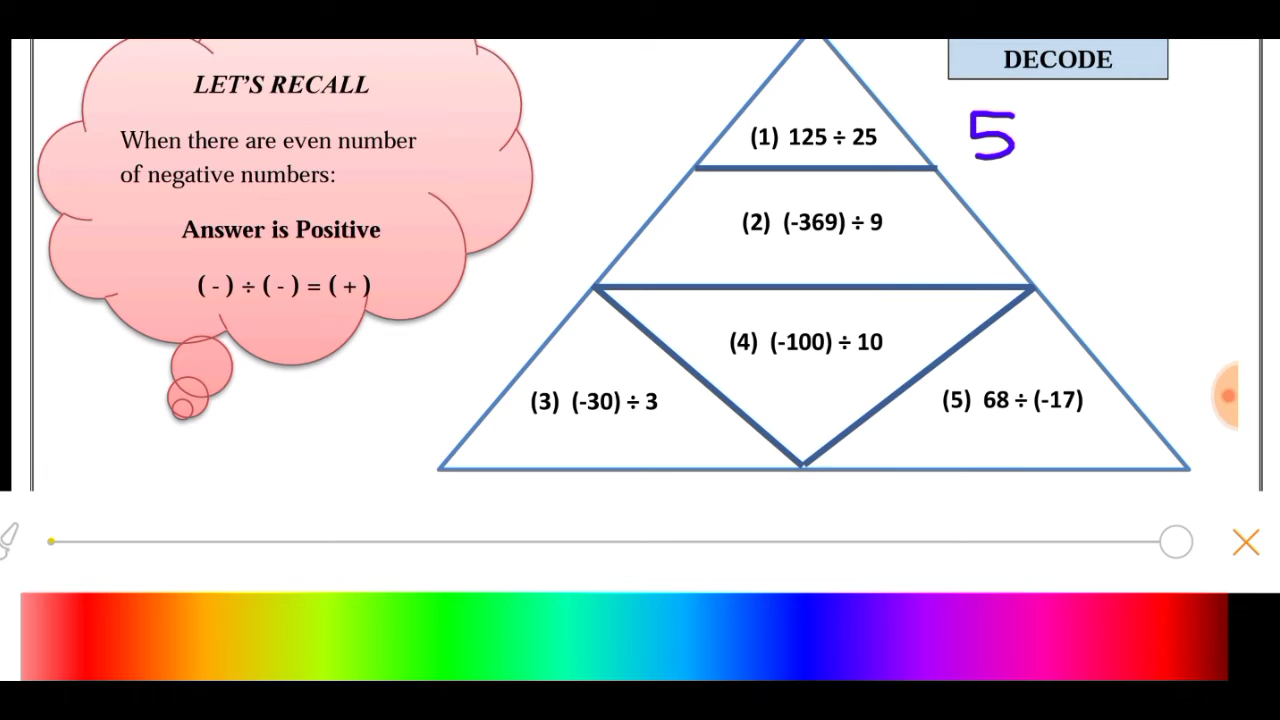 LET'S RECALL
When there are even number
of negative numbers:
Answer is Positive
( - ) ÷ ( - ) = ( + )
DECODE
(1) 125 ÷ 25
5
(2) (-369) ÷ 9
(4) (-100) ÷ 10
(3) (-30) ÷ 3
(5) 68 ÷ (-17)